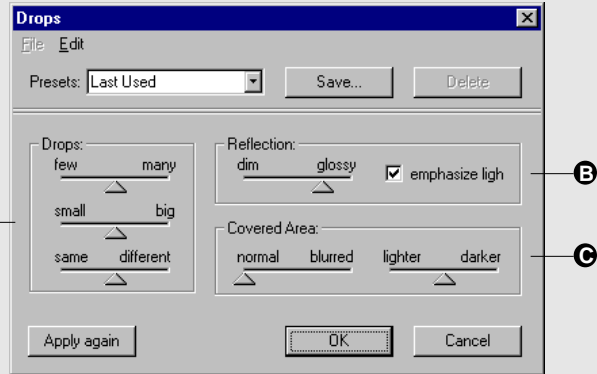 Drops
File Edit
Presets: Last Used Save... Delete
Drops:
few many
small big
same different
Reflection:
dim glossy emphasize ligh
B
Covered Area:
normal blurred lighter darker
C
Apply again OK Cancel